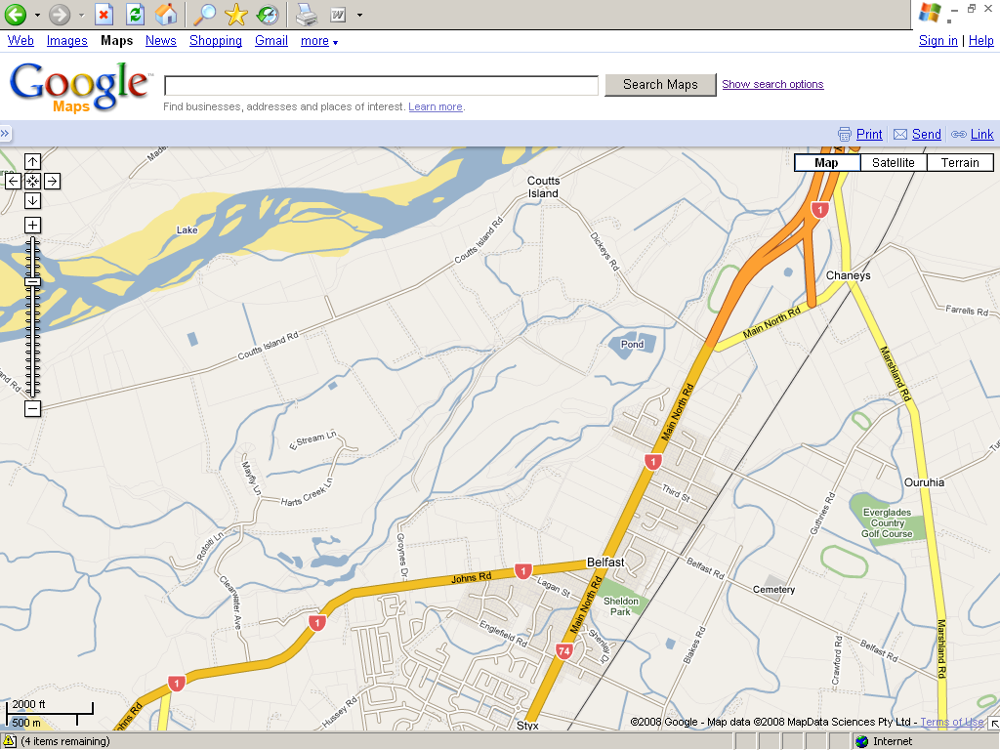 Web Images Maps News Shopping Gmail more
Sign in | Help
Google™
Maps
Search Maps
Show search options
Find businesses, addresses and places of interest. Learn more.
Print Send Link
Map Satellite Terrain
Coutts
Island
1
Lake
Coutts Island Rd
Dickeys Rd
Chaneys
Farrells Rd
Main North Rd
Coutts Island Rd
Pond
Marshland Rd
Main North Rd
E Stream Ln
1
Mayfly Ln
Harts Creek Ln
Third St
Ouruhia
Guthries Rd
Everglades
Country
Golf Course
Rotoiti Ln
Groynes Dr
Belfast
Belfast Rd
1
Johns Rd
Lagan St
Clearwater Ave
Cemetery
Sheldon
Park
Main North Rd
1
Englefield Rd
Shenley Dr
74
Blakes Rd
Crawford Rd
Belfast Rd
Marshland Rd
1
Hussey Rd
2000 ft
500 m
Styx
©2008 Google - Map data ©2008 MapData Sciences Pty Ltd - Terms of Use
(4 items remaining)
Internet